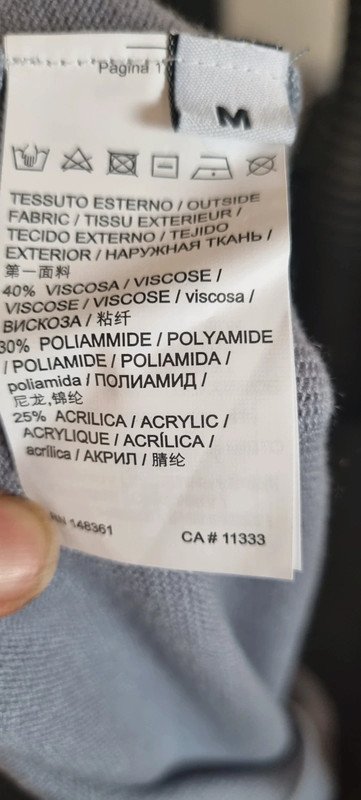 Pagina 1
M
TESSUTO ESTERNO / OUTSIDE
FABRIC / TISSU EXTERIEUR /
TECIDO EXTERNO / TEJIDO
EXTERIOR / НАРУЖНАЯ ТКАНЬ /
第一面料
40% VISCOSA / VISCOSE /
VISCOSE / VISCOSE / viscosa /
ВИСКОЗА / 粘纤
30% POLIAMMIDE / POLYAMIDE
/ POLIAMIDE / POLIAMIDA /
poliamida / ПОЛИАМИД /
尼龙,锦纶
25% ACRILICA / ACRYLIC /
ACRYLIQUE / ACRÍLICA /
acrílica / АКРИЛ /腈纶
RN 148361
CA# 11333